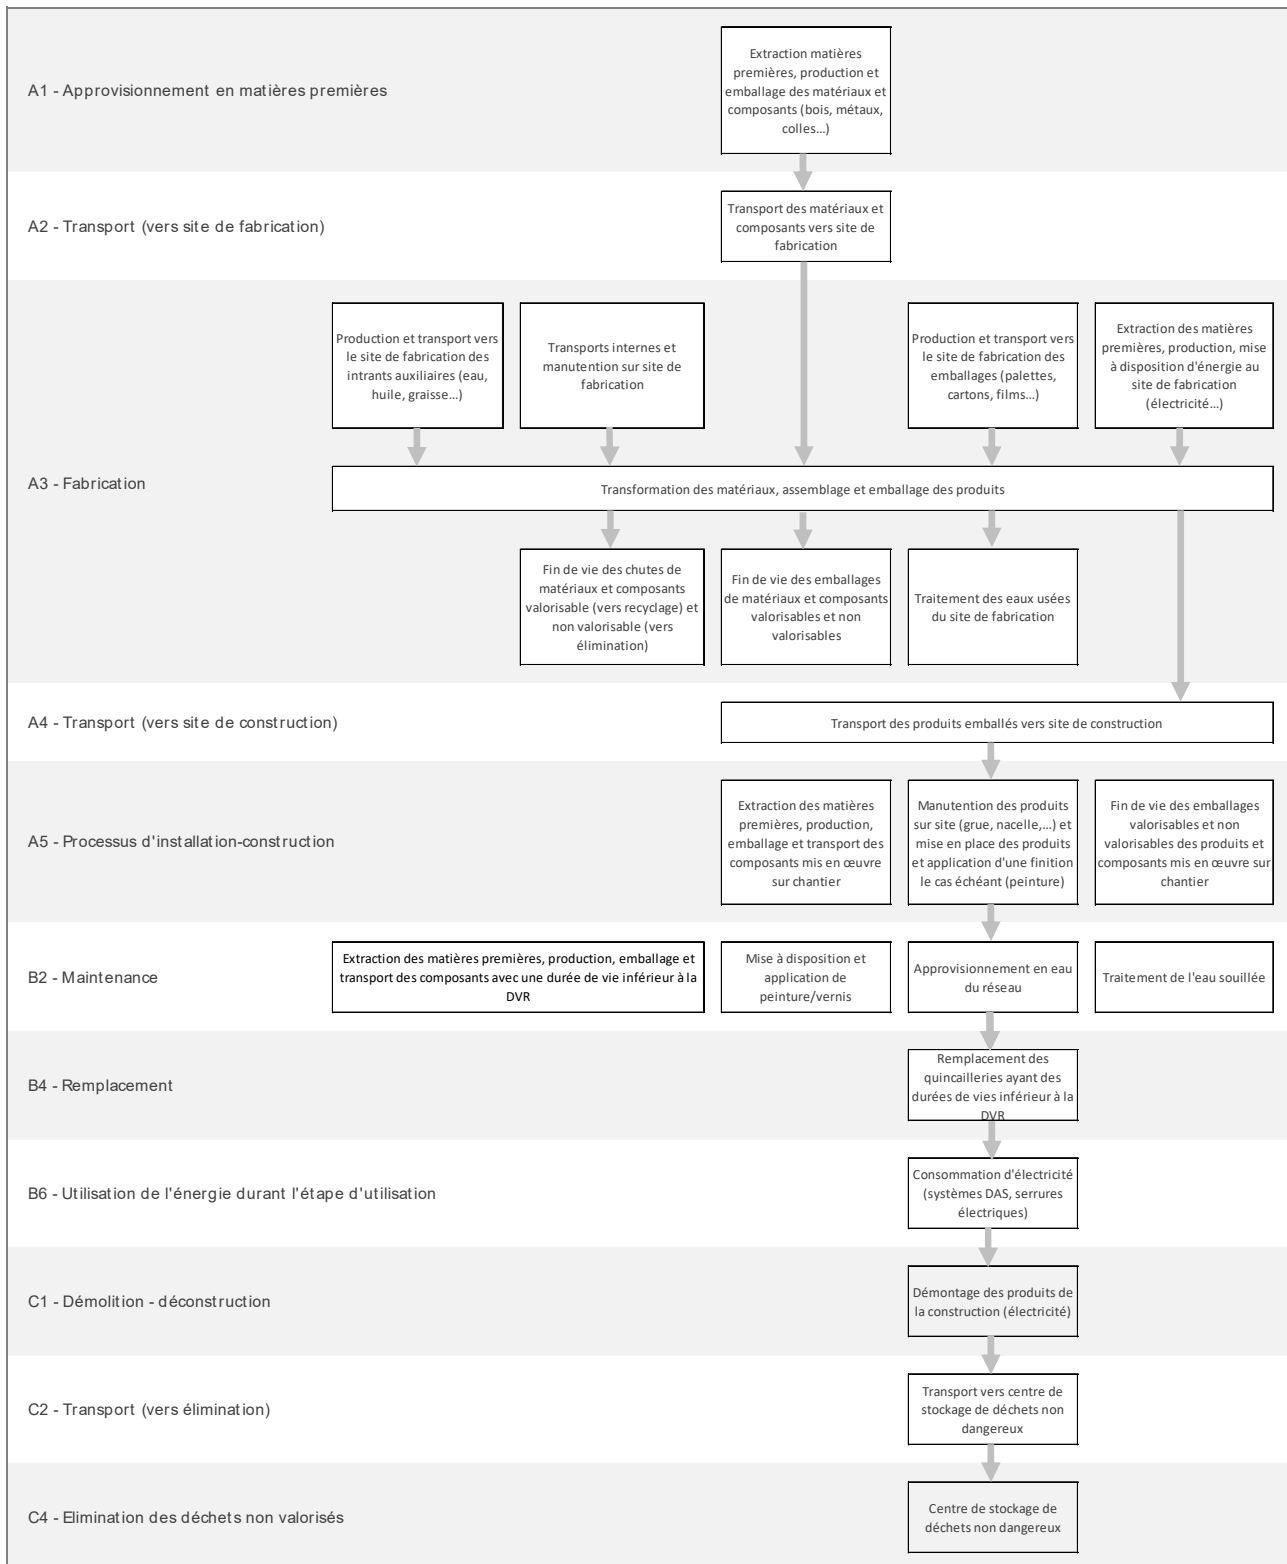 A1 - Approvisionnement en matières premières
Extraction matières
premières, production et
emballage des matériaux et
composants (bois, métaux,
colles…)
A2 - Transport (vers site de fabrication)
Transport des matériaux et
composants vers site de
fabrication
A3 - Fabrication
Production et transport vers
le site de fabrication des
intrants auxiliaires (eau,
huile, graisse…)
Transports internes et
manutention sur site de
fabrication
Production et transport vers
le site de fabrication des
emballages (palettes,
cartons, films…)
Extraction des matières
premières, production, mise
à disposition d'énergie au
site de fabrication
(électricité…)
Transformation des matériaux, assemblage et emballage des produits
Fin de vie des chutes de
matériaux et composants
valorisable (vers recyclage) et
non valorisable (vers
élimination)
Fin de vie des emballages
de matériaux et composants
valorisables et non
valorisables
Traitement des eaux usées
du site de fabrication
A4 - Transport (vers site de construction)
Transport des produits emballés vers site de construction
A5 - Processus d'installation-construction
Extraction des matières
premières, production,
emballage et transport des
composants mis en œuvre
sur chantier
Manutention des produits
sur site (grue, nacelle,…) et
mise en place des produits
et application d'une finition
le cas échéant (peinture)
Fin de vie des emballages
valorisables et non
valorisables des produits et
composants mis en œuvre sur
chantier
B2 - Maintenance
Extraction des matières premières, production, emballage et
transport des composants avec une durée de vie inférieur à la
DVR
Mise à disposition et
application de
peinture/vernis
Approvisionnement en eau
du réseau
Traitement de l'eau souillée
B4 - Remplacement
Remplacement des
quincailleries ayant des
durées de vies inférieur à la
DVR
B6 - Utilisation de l'énergie durant l'étape d'utilisation
Consommation d'électricité
(systèmes DAS, serrures
électriques)
C1 - Démolition - déconstruction
Démontage des produits de
la construction (électricité)
C2 - Transport (vers élimination)
Transport vers centre de
stockage de déchets non
dangereux
C4 - Elimination des déchets non valorisés
Centre de stockage de
déchets non dangereux